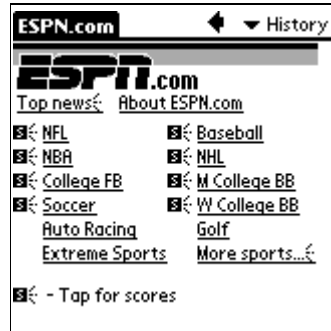 ESPN.com History
ESPN.com
Top news About ESPN.com
S NFL S Baseball
S NBA S NHL
S College FB S M College BB
S Soccer S W College BB
Auto Racing Golf
Extreme Sports More sports...
S - Tap for scores